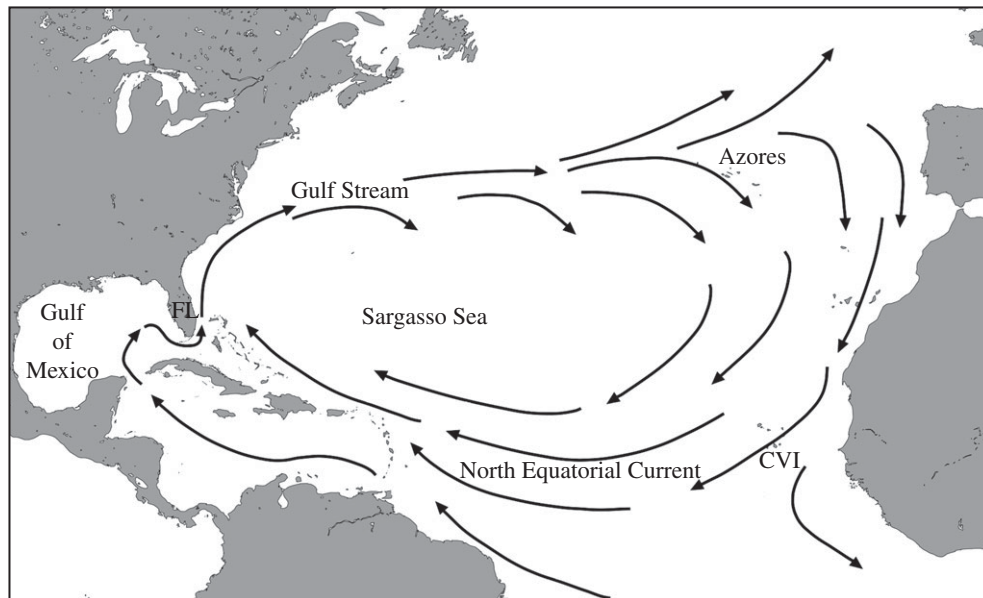 Azores
Gulf Stream
FL
Gulf
of
Mexico
Sargasso Sea
North Equatorial Current
CVI